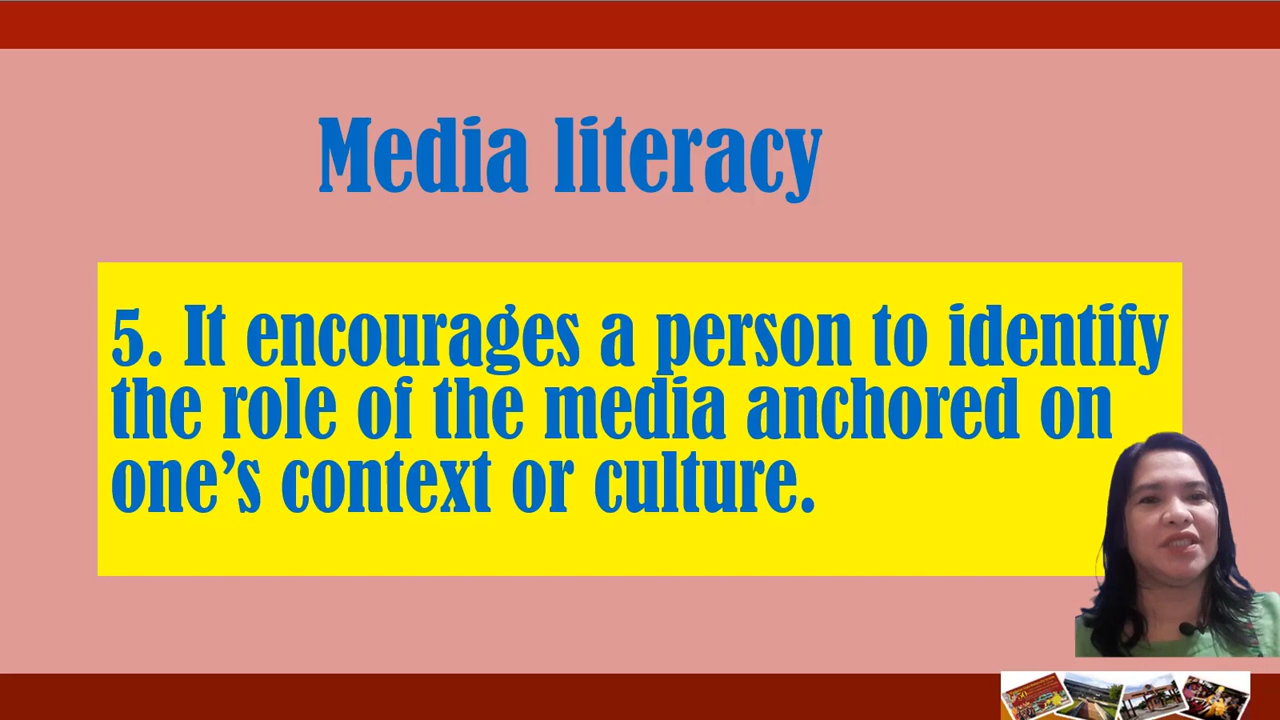 Media literacy
5. It encourages a person to identify
the role of the media anchored on
one's context or culture.